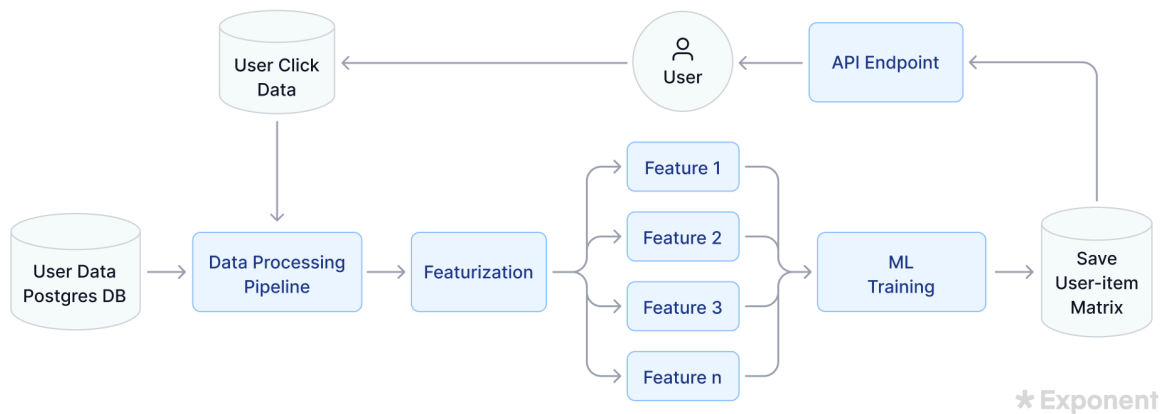 User Click
Data
User
API Endpoint
Feature 1
Feature 2
Feature 3
Feature n
User Data
Postgres DB
Data Processing
Pipeline
Featurization
ML
Training
Save
User-item
Matrix
Exponent